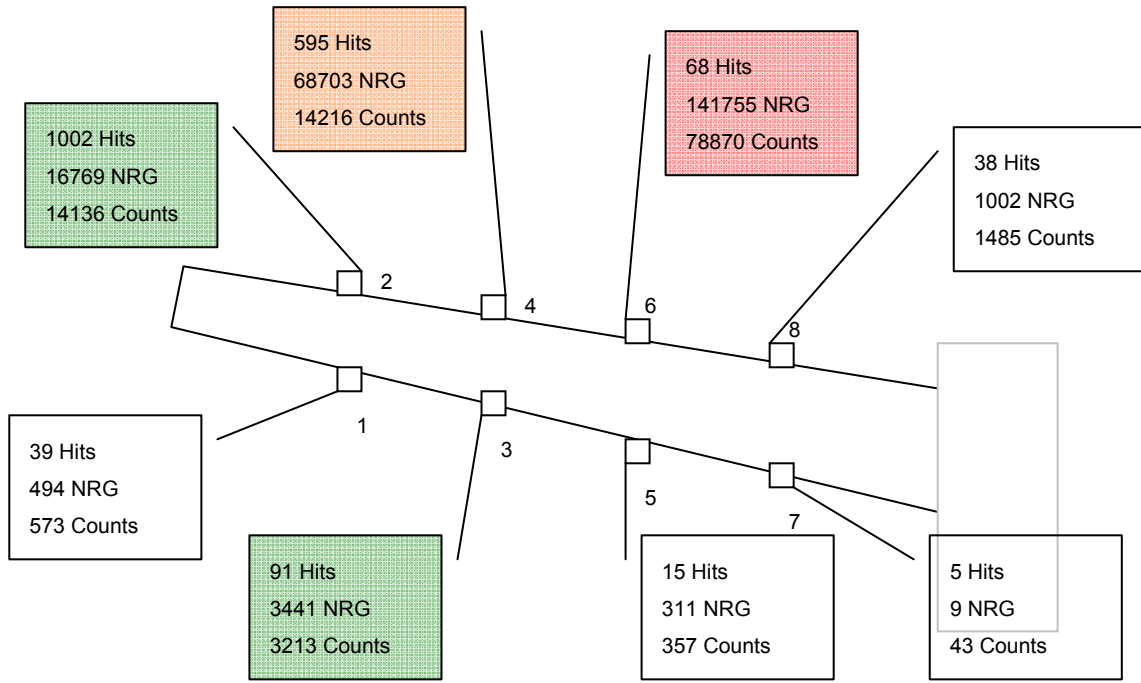 595 Hits
68703 NRG
14216 Counts
68 Hits
141755 NRG
78870 Counts
1002 Hits
16769 NRG
14136 Counts
38 Hits
1002 NRG
1485 Counts
2
4
6
8
1
3
5
7
39 Hits
494 NRG
573 Counts
91 Hits
3441 NRG
3213 Counts
15 Hits
311 NRG
357 Counts
5 Hits
9 NRG
43 Counts